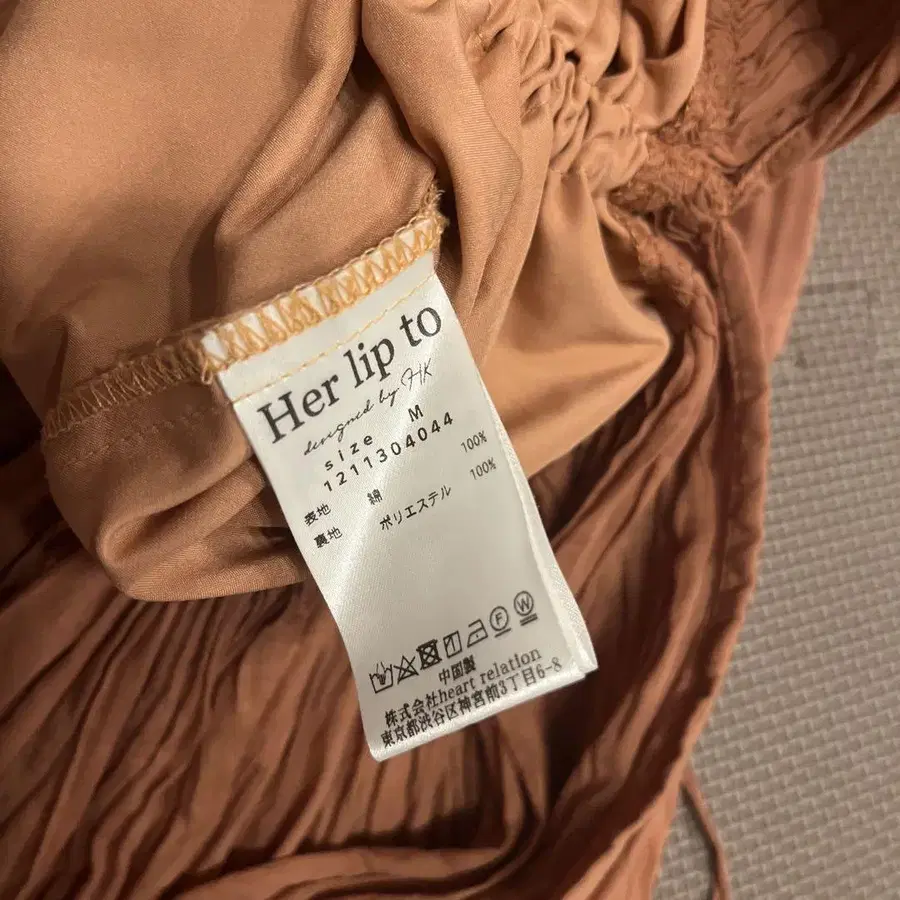 Her lip to
designed by HK
size M
1211304044
表地 綿 100%
裏地 ポリエステル 100%
F W
中国製
株式会社heart relation
東京都渋谷区神宮前3丁目6-8